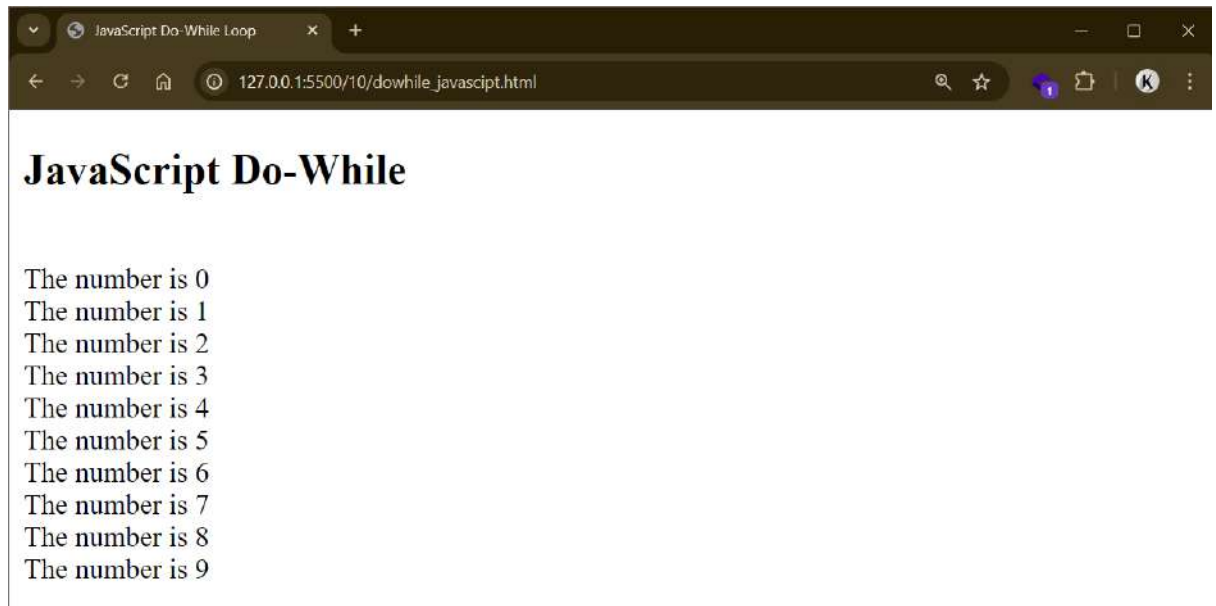 JavaScript Do-While Loop
127.0.0.1:5500/10/dowhile_javascipt.html
1
K
JavaScript Do-While
The number is 0
The number is 1
The number is 2
The number is 3
The number is 4
The number is 5
The number is 6
The number is 7
The number is 8
The number is 9